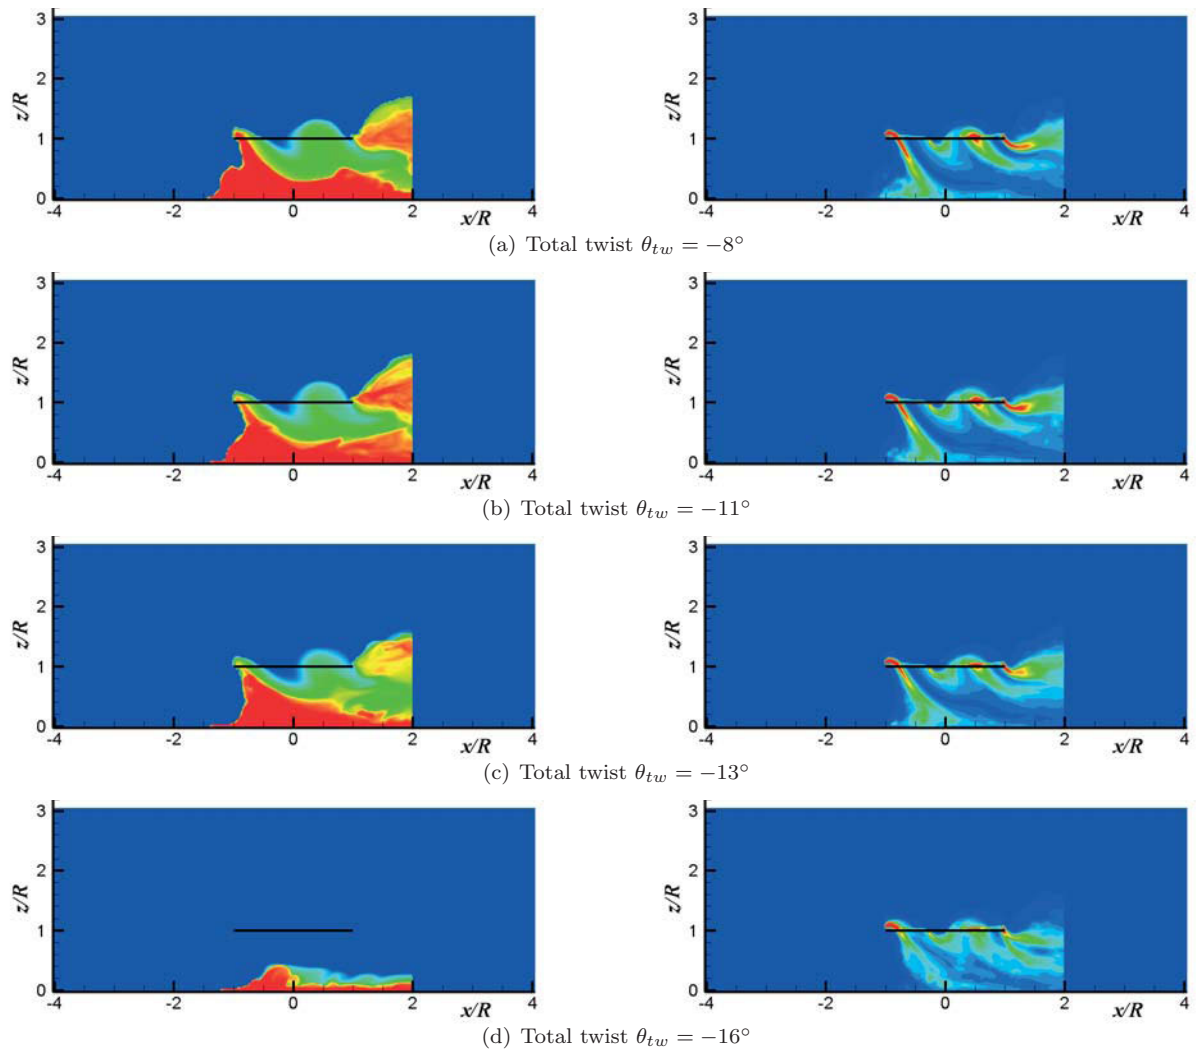 3
2
1
0
z/R
-4 -2 0 2 4
x/R
3
2
1
0
z/R
-4 -2 0 2 4
x/R
(a) Total twist θtw = −8°
3
2
1
0
z/R
-4 -2 0 2 4
x/R
3
2
1
0
z/R
-4 -2 0 2 4
x/R
(b) Total twist θtw = −11°
3
2
1
0
z/R
-4 -2 0 2 4
x/R
3
2
1
0
z/R
-4 -2 0 2 4
x/R
(c) Total twist θtw = −13°
3
2
1
0
z/R
-4 -2 0 2 4
x/R
3
2
1
0
z/R
-4 -2 0 2 4
x/R
(d) Total twist θtw = −16°